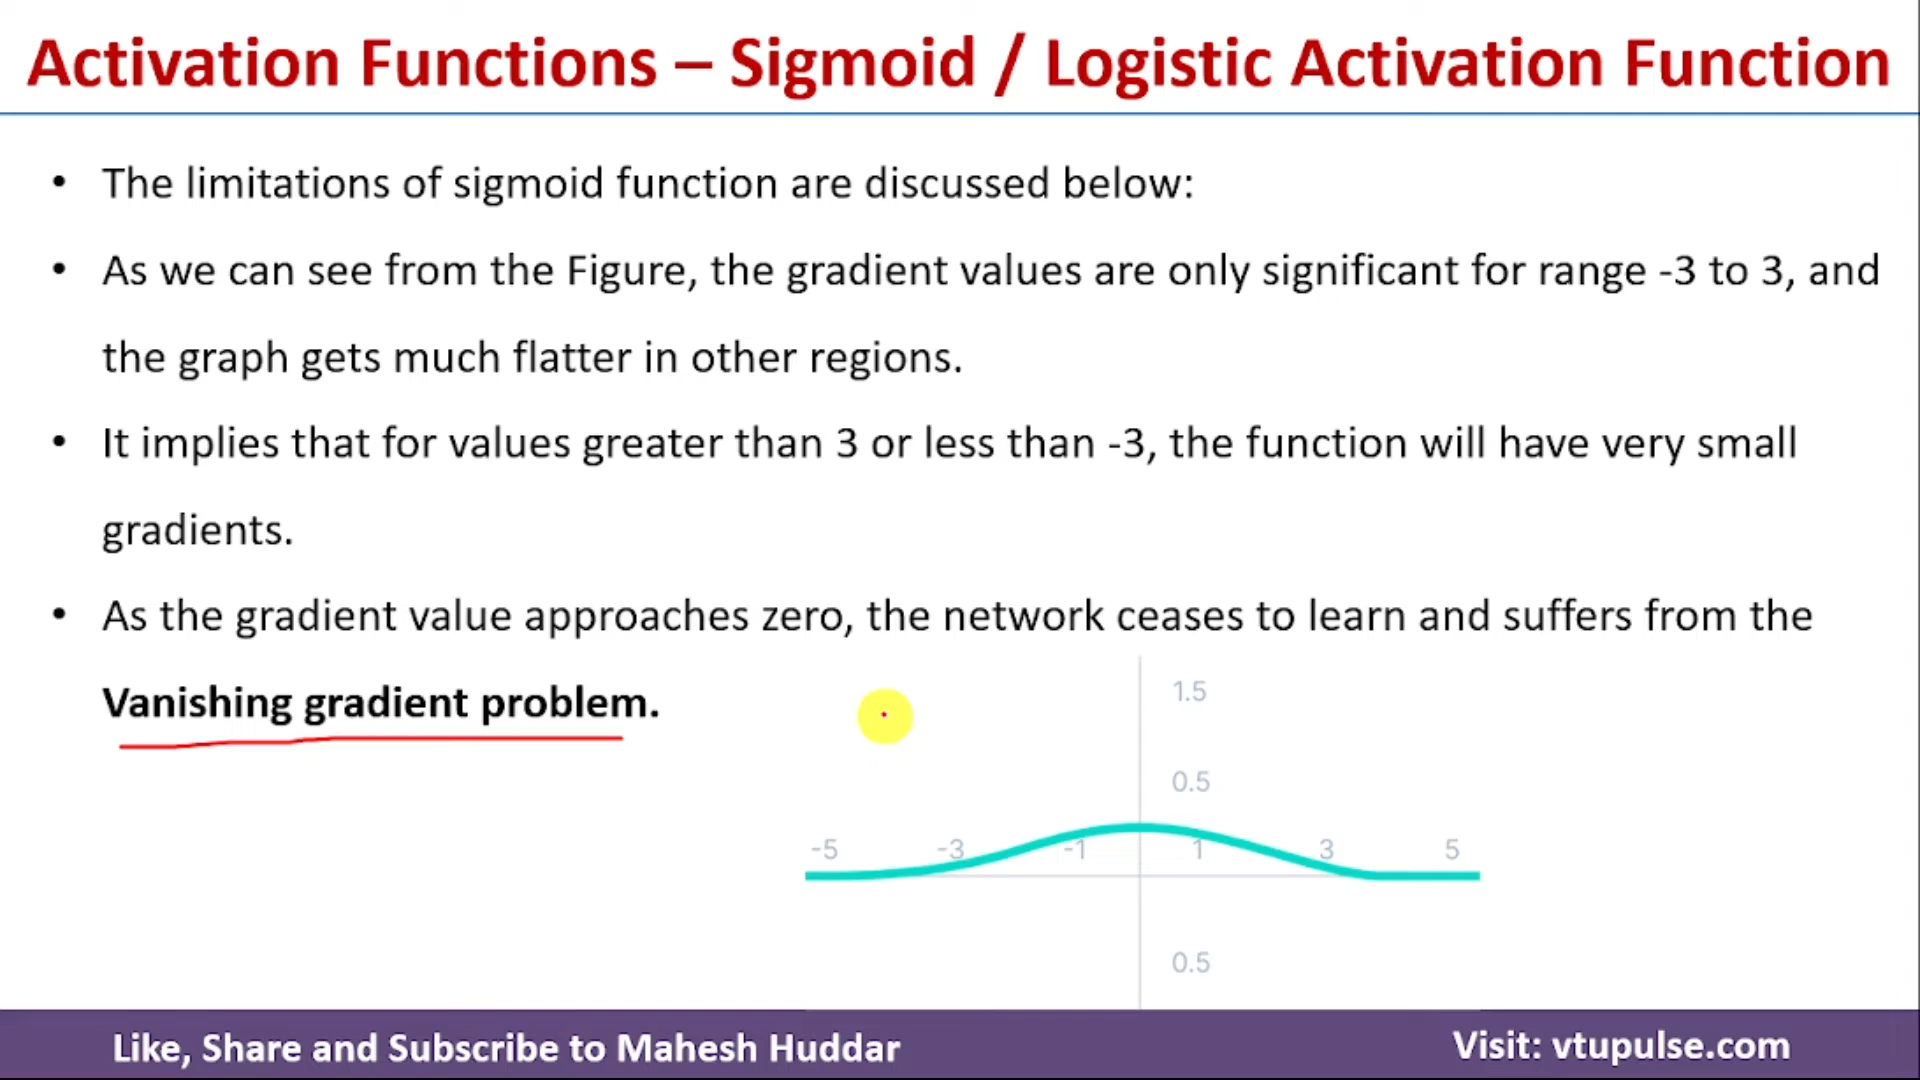 Activation Functions – Sigmoid / Logistic Activation Function
• The limitations of sigmoid function are discussed below:
• As we can see from the Figure, the gradient values are only significant for range -3 to 3, and
the graph gets much flatter in other regions.
• It implies that for values greater than 3 or less than -3, the function will have very small
gradients.
• As the gradient value approaches zero, the network ceases to learn and suffers from the
Vanishing gradient problem.
1.5
0.5
-5 -3 -1 1 3 5
0.5
Like, Share and Subscribe to Mahesh Huddar
Visit: vtupulse.com